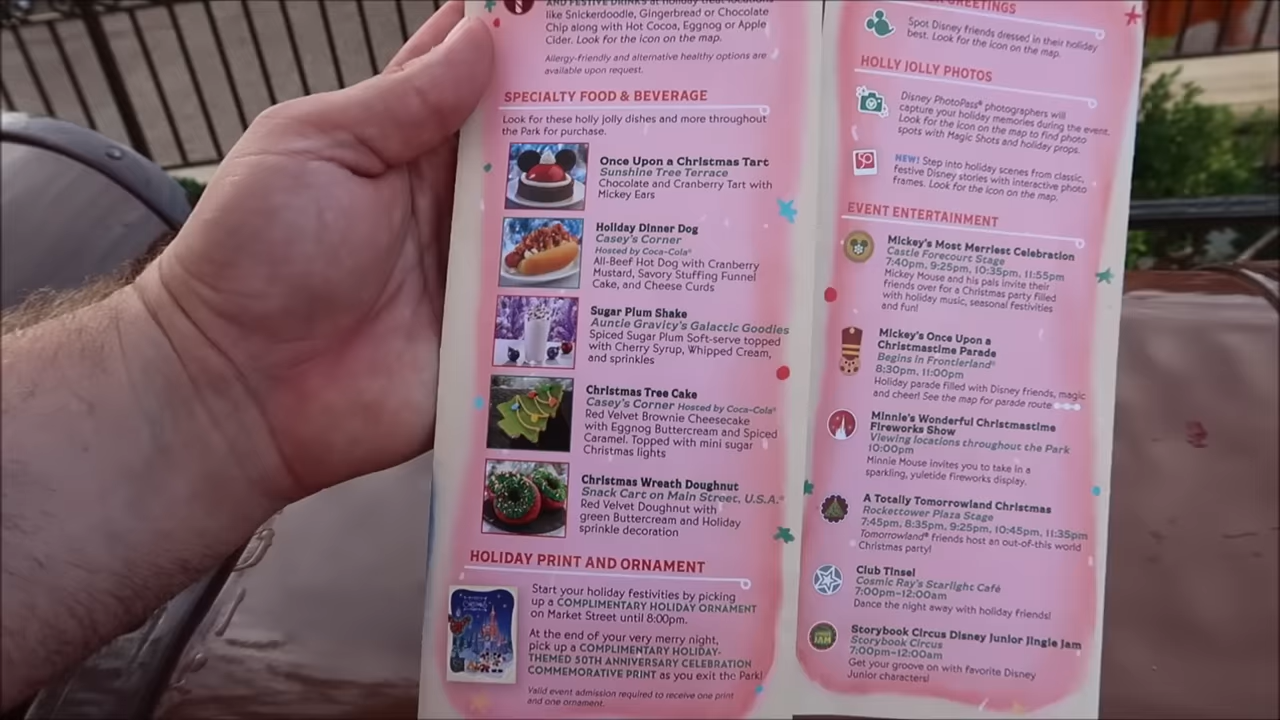 AND FESTIVE DRINKS at holiday treat locations
like Snickerdoodle, Gingerbread or Chocolate
Chip along with Hot Cocoa, Eggnog or Apple
Cider. Look for the icon on the map.
Allergy-friendly and alternative healthy options are
available upon request.
SPECIALTY FOOD & BEVERAGE
Look for these holly jolly dishes and more throughout
the Park for purchase.
Once Upon a Christmas Tart
Sunshine Tree Terrace
Chocolate and Cranberry Tart with
Mickey Ears
Holiday Dinner Dog
Casey's Corner
Hosted by Coca-Cola®
All-Beef Hot Dog with Cranberry
Mustard, Savory Stuffing Funnel
Cake, and Cheese Curds
Sugar Plum Shake
Auntie Gravity's Galactic Goodies
Spiced Sugar Plum Soft-serve topped
with Cherry Syrup, Whipped Cream,
and sprinkles
Christmas Tree Cake
Casey's Corner Hosted by Coca-Cola®
Red Velvet Brownie Cheesecake
with Eggnog Buttercream and Spiced
Caramel. Topped with mini sugar
Christmas lights
Christmas Wreath Doughnut
Snack Cart on Main Street, U.S.A.®
Red Velvet Doughnut with
green Buttercream and Holiday
sprinkle decoration
HOLIDAY PRINT AND ORNAMENT
Start your holiday festivities by picking
up a COMPLIMENTARY HOLIDAY ORNAMENT
on Market Street until 8:00pm.
At the end of your very merry night,
pick up a COMPLIMENTARY HOLIDAY-
THEMED 50TH ANNIVERSARY CELEBRATION
COMMEMORATIVE PRINT as you exit the Park!
Valid event admission required to receive one print
and one ornament.
GREETINGS
Spot Disney friends dressed in their holiday
best. Look for the icon on the map.
HOLLY JOLLY PHOTOS
Disney PhotoPass® photographers will
capture your holiday memories during the event.
Look for the icon on the map to find photo
spots with Magic Shots and holiday props.
NEW! Step into holiday scenes from classic,
festive Disney stories with interactive photo
frames. Look for the icon on the map.
EVENT ENTERTAINMENT
Mickey's Most Merriest Celebration
Castle Forecourt Stage
7:40pm, 9:25pm, 10:35pm, 11:55pm
Mickey Mouse and his pals invite their
friends over for a Christmas party filled
with holiday music, seasonal festivities
and fun!
Mickey's Once Upon a
Christmastime Parade
Begins in Frontierland®
8:30pm, 11:00pm
Holiday parade filled with Disney friends, magic
and cheer! See the map for parade route
Minnie's Wonderful Christmastime
Fireworks Show
Viewing locations throughout the Park
10:00pm
Minnie Mouse invites you to take in a
sparkling, yuletide fireworks display.
A Totally Tomorrowland Christmas
Rockettower Plaza Stage
7:45pm, 8:35pm, 9:25pm, 10:45pm, 11:35pm
Tomorrowland® friends host an out-of-this world
Christmas party!
Club Tinsel
Cosmic Ray's Starlight Café
7:00pm–12:00am
Dance the night away with holiday friends!
Storybook Circus Disney Junior Jingle Jam
Storybook Circus
7:00pm–12:00am
Get your groove on with favorite Disney
Junior characters!